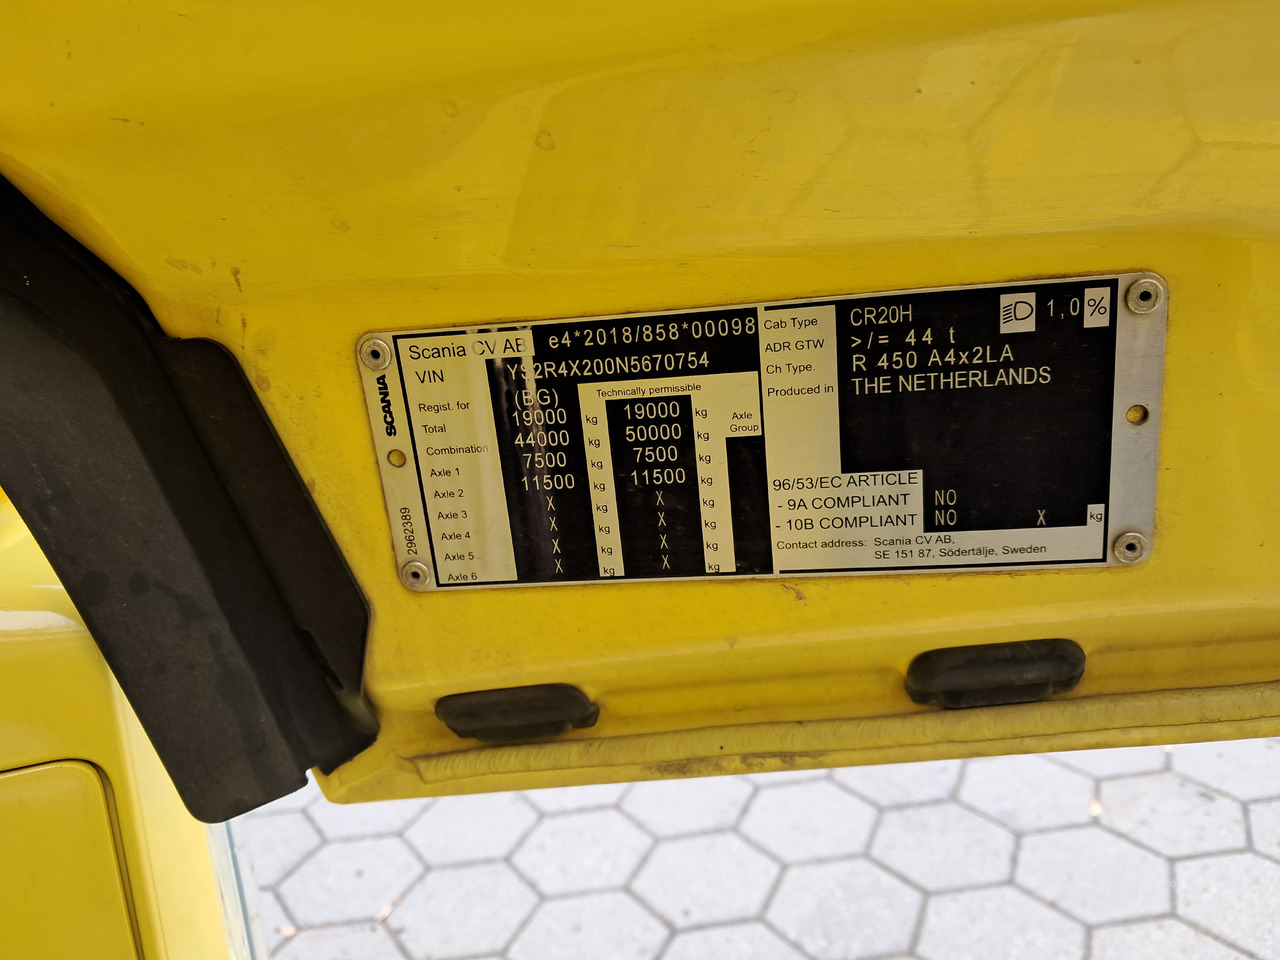 Scania CV AB e4*2018/858*00098
VIN YS2R4X200N5670754
Regist. for (BG) Technically permissible
Total 19000 kg 19000 kg Axle Group
Combination 44000 kg 50000 kg
Axle 1 7500 kg 7500 kg
Axle 2 11500 kg 11500 kg
Axle 3 X kg X kg
Axle 4 X kg X kg
Axle 5 X kg X kg
Axle 6 X kg X kg
SCANIA
2962389
Cab Type CR20H 1,0%
ADR GTW >/= 44 t
Ch Type. R 450 A4x2LA
Produced in THE NETHERLANDS
96/53/EC ARTICLE
- 9A COMPLIANT NO
- 10B COMPLIANT NO X kg
Contact address: Scania CV AB,
SE 151 87, Södertälje, Sweden